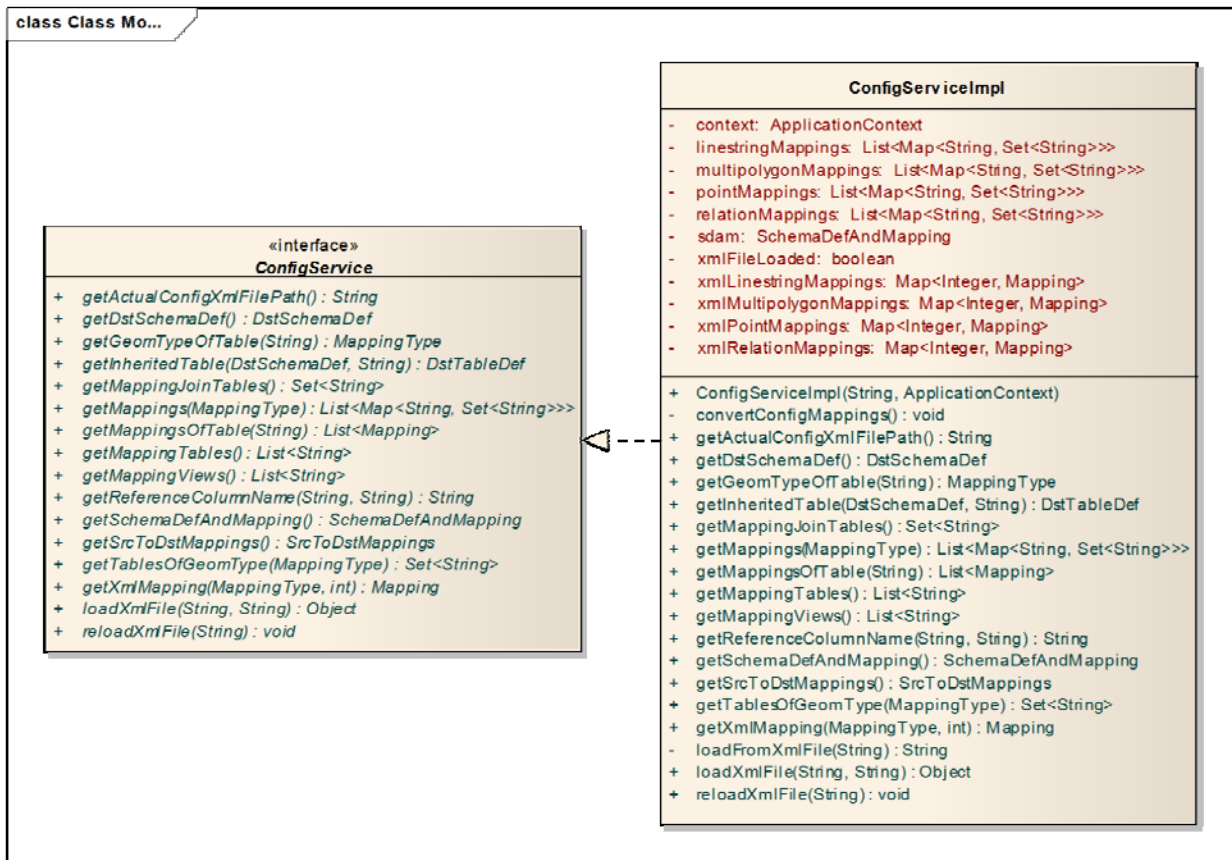 class Class Mo...
«interface»
ConfigService
+ getActualConfigXmlFilePath() : String
+ getDstSchemaDef() : DstSchemaDef
+ getGeomTypeOfTable(String) : MappingType
+ getInheritedTable(DstSchemaDef, String) : DstTableDef
+ getMappingJoinTables() : Set<String>
+ getMappings(MappingType) : List<Map<String, Set<String>>>
+ getMappingsOfTable(String) : List<Mapping>
+ getMappingTables() : List<String>
+ getMappingViews() : List<String>
+ getReferenceColumnName(String, String) : String
+ getSchemaDefAndMapping() : SchemaDefAndMapping
+ getSrcToDstMappings() : SrcToDstMappings
+ getTablesOfGeomType(MappingType) : Set<String>
+ getXmlMapping(MappingType, int) : Mapping
+ loadXmlFile(String, String) : Object
+ reloadXmlFile(String) : void
ConfigServiceImpl
- context: ApplicationContext
- linestringMappings: List<Map<String, Set<String>>>
- multipolygonMappings: List<Map<String, Set<String>>>
- pointMappings: List<Map<String, Set<String>>>
- relationMappings: List<Map<String, Set<String>>>
- sdam: SchemaDefAndMapping
- xmlFileLoaded: boolean
- xmlLinestringMappings: Map<Integer, Mapping>
- xmlMultipolygonMappings: Map<Integer, Mapping>
- xmlPointMappings: Map<Integer, Mapping>
- xmlRelationMappings: Map<Integer, Mapping>
+ ConfigServiceImpl(String, ApplicationContext)
- convertConfigMappings() : void
+ getActualConfigXmlFilePath() : String
+ getDstSchemaDef() : DstSchemaDef
+ getGeomTypeOfTable(String) : MappingType
+ getInheritedTable(DstSchemaDef, String) : DstTableDef
+ getMappingJoinTables() : Set<String>
+ getMappings(MappingType) : List<Map<String, Set<String>>>
+ getMappingsOfTable(String) : List<Mapping>
+ getMappingTables() : List<String>
+ getMappingViews() : List<String>
+ getReferenceColumnName(String, String) : String
+ getSchemaDefAndMapping() : SchemaDefAndMapping
+ getSrcToDstMappings() : SrcToDstMappings
+ getTablesOfGeomType(MappingType) : Set<String>
+ getXmlMapping(MappingType, int) : Mapping
- loadFromXmlFile(String) : String
+ loadXmlFile(String, String) : Object
+ reloadXmlFile(String) : void